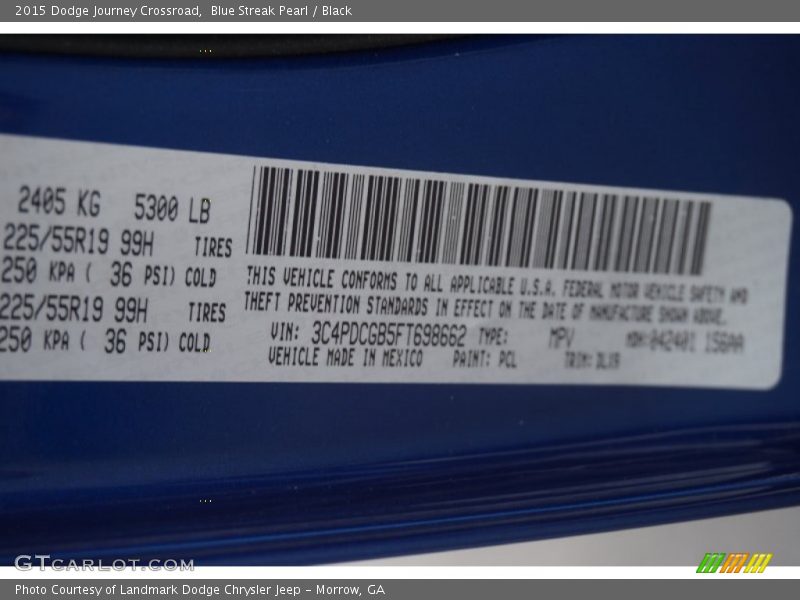 2015 Dodge Journey Crossroad,  Blue Streak Pearl / Black
2405 KG 5300 LB
225/55R19 99H TIRES
250 KPA ( 36 PSI) COLD
225/55R19 99H TIRES
250 KPA ( 36 PSI) COLD
THIS VEHICLE CONFORMS TO ALL APPLICABLE U.S.A. FEDERAL MOTOR VEHICLE SAFETY AND
THEFT PREVENTION STANDARDS IN EFFECT ON THE DATE OF MANUFACTURE SHOWN ABOVE.
VIN: 3C4PDCGB5FT698662 TYPE: MPV
VEHICLE MADE IN MEXICO PAINT: PCL TRIM:
GTCARLOT.COM
Photo Courtesy of Landmark Dodge Chrysler Jeep – Morrow, GA